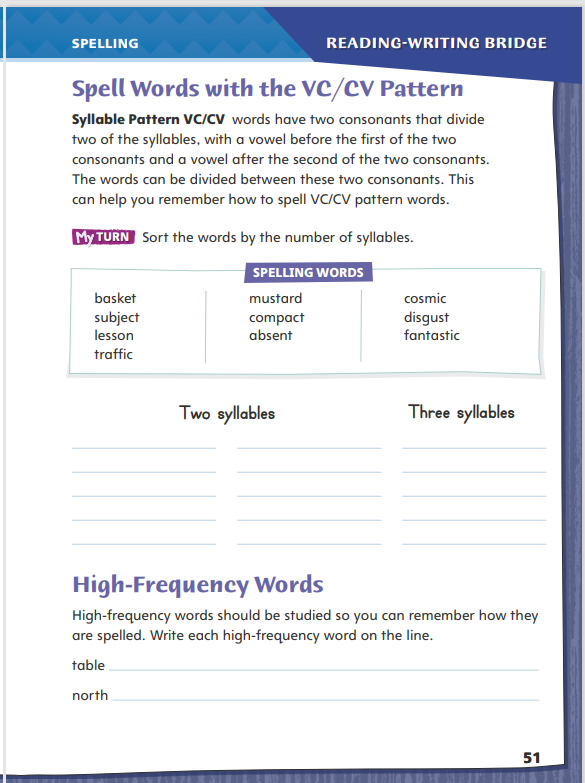 SPELLING
READING-WRITING BRIDGE
Spell Words with the VC/CV Pattern
Syllable Pattern VC/CV words have two consonants that divide
two of the syllables, with a vowel before the first of the two
consonants and a vowel after the second of the two consonants.
The words can be divided between these two consonants. This
can help you remember how to spell VC/CV pattern words.
My TURN Sort the words by the number of syllables.
SPELLING WORDS
basket
subject
lesson
traffic
mustard
compact
absent
cosmic
disgust
fantastic
Two syllables
Three syllables
High-Frequency Words
High-frequency words should be studied so you can remember how they
are spelled. Write each high-frequency word on the line.
table
north
51